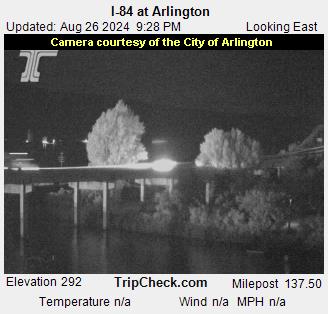 I-84 at Arlington
Updated: Aug 26 2024 9:28 PM Looking East
Camera courtesy of the City of Arlington
Elevation 292 TripCheck.com Milepost 137.50
Temperature n/a Wind n/a MPH n/a